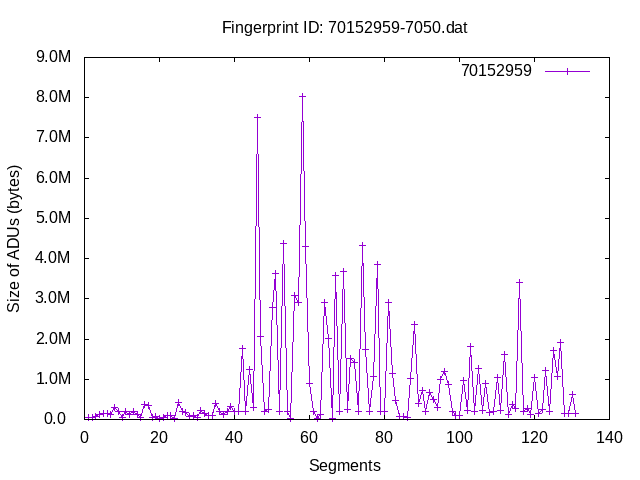 Fingerprint ID: 70152959-7050.dat
70152959
Size of ADUs (bytes)
9.0M
8.0M
7.0M
6.0M
5.0M
4.0M
3.0M
2.0M
1.0M
0.0
0 20 40 60 80 100 120 140
Segments